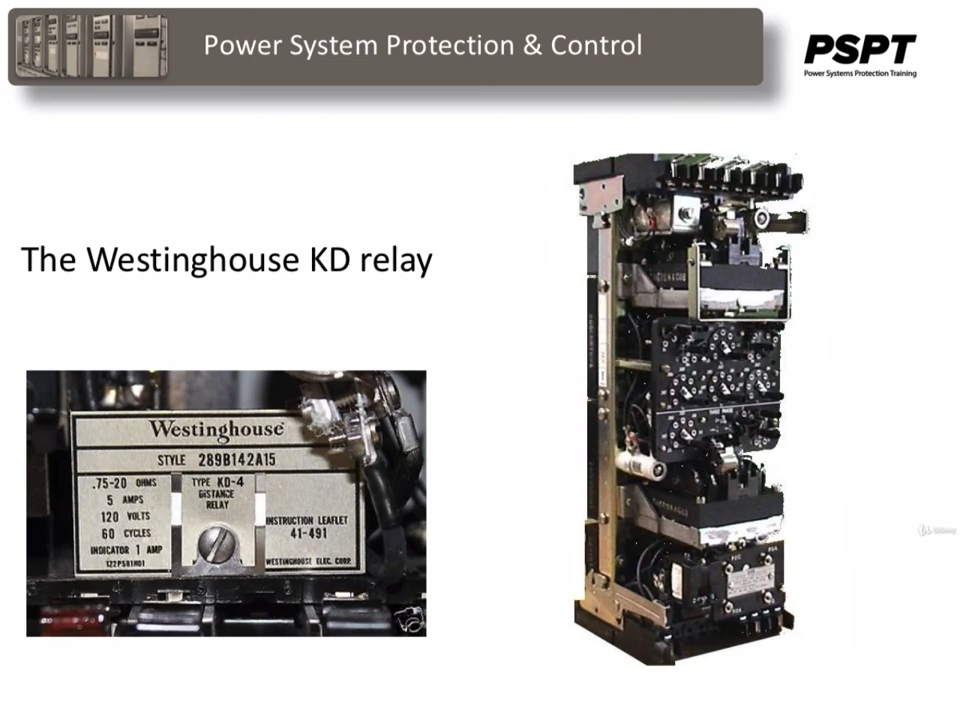 Power System Protection & Control
PSPT
Power Systems Protection Training
The Westinghouse KD relay
Westinghouse
STYLE 289B142A15
.75-20 OHMS
5 AMPS
120 VOLTS
60 CYCLES
INDICATOR 1 AMP
TYPE KD-4
DISTANCE
RELAY
INSTRUCTION LEAFLET
41-491
WESTINGHOUSE ELEC. CORP.